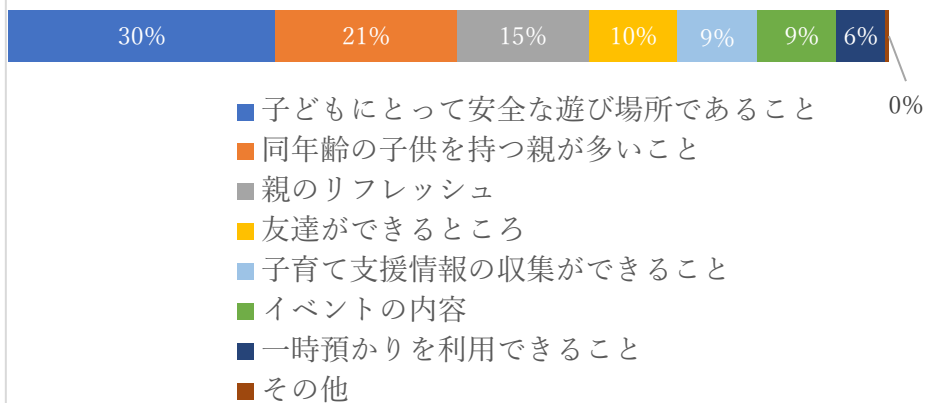 30% 21% 15% 10% 9% 9% 6%
0%
子どもにとって安全な遊び場所であること
同年齢の子供を持つ親が多いこと
親のリフレッシュ
友達ができるところ
子育て支援情報の収集ができること
イベントの内容
一時預かりを利用できること
その他